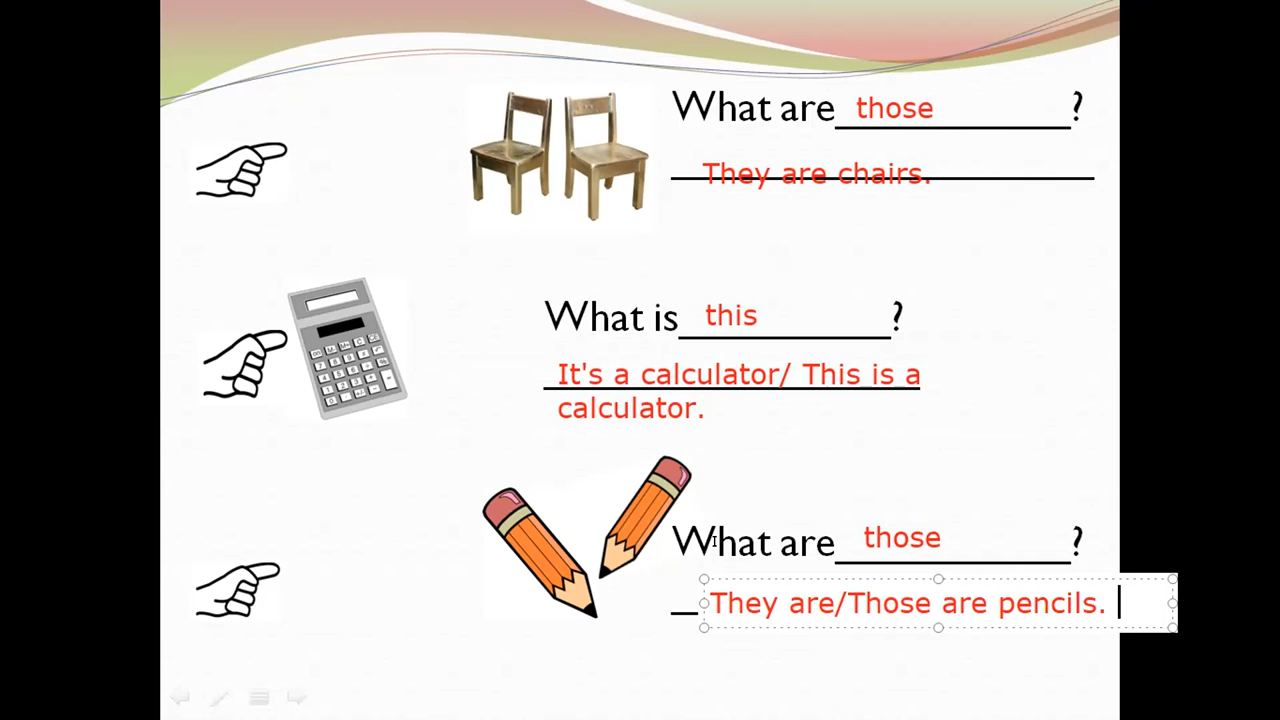 What are those ?
They are chairs.
What is this ?
It's a calculator/ This is a
calculator.
What are those ?
They are/Those are pencils.